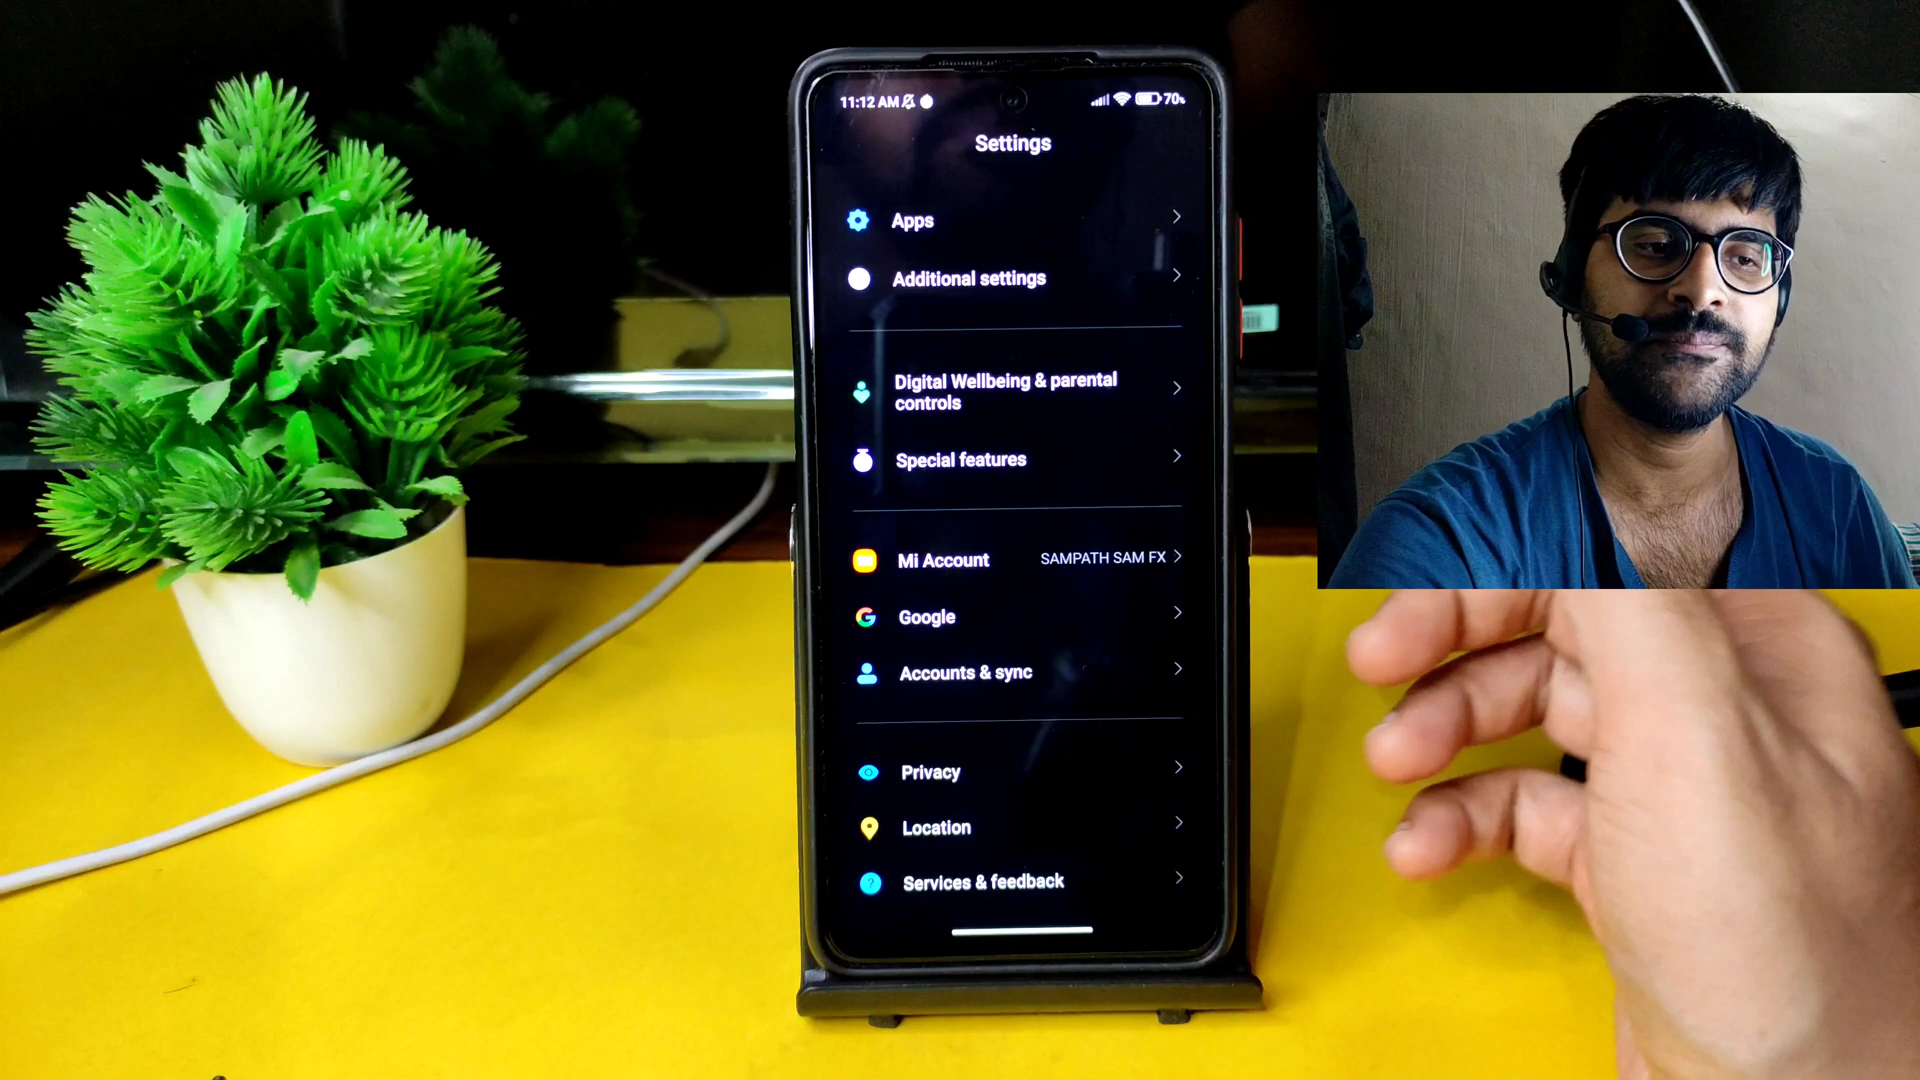 11:12 AM
70%
Settings
Apps
Additional settings
Digital Wellbeing & parental
controls
Special features
Mi Account SAMPATH SAM FX
Google
Accounts & sync
Privacy
Location
Services & feedback